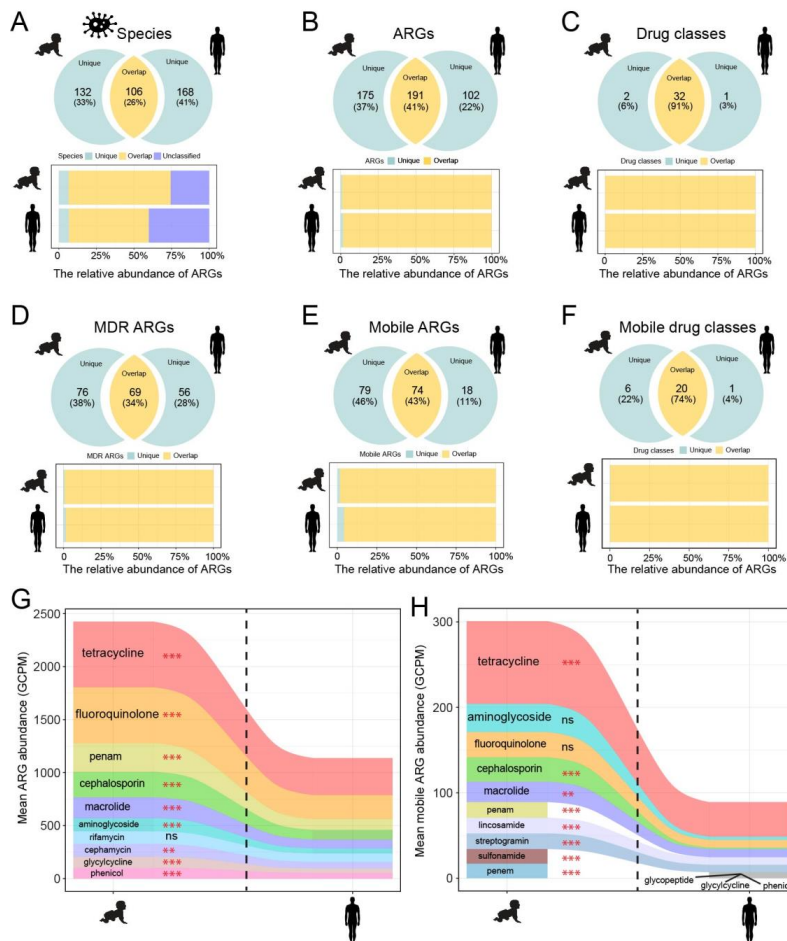 A
Species
Unique
Overlap
Unique
132
(33%)
106
(26%)
168
(41%)
Species Unique Overlap Unclassified
0 25% 50% 75% 100%
The relative abundance of ARGs
B
ARGs
Unique
Overlap
Unique
175
(37%)
191
(41%)
102
(22%)
ARGs Unique Overlap
0 25% 50% 75% 100%
The relative abundance of ARGs
C
Drug classes
Unique
Overlap
Unique
2
(6%)
32
(91%)
1
(3%)
Drug classes Unique Overlap
0 25% 50% 75% 100%
The relative abundance of ARGs
D
MDR ARGs
Unique
Overlap
Unique
76
(38%)
69
(34%)
56
(28%)
MDR ARGs Unique Overlap
0 25% 50% 75% 100%
The relative abundance of ARGs
E
Mobile ARGs
Unique
Overlap
Unique
79
(46%)
74
(43%)
18
(11%)
Mobile ARGs Unique Overlap
0 25% 50% 75% 100%
The relative abundance of ARGs
F
Mobile drug classes
Unique
Overlap
Unique
6
(22%)
20
(74%)
1
(4%)
Drug classes Unique Overlap
0 25% 50% 75% 100%
The relative abundance of ARGs
G
Mean ARG abundance (GCPM)
2500
2000
1500
1000
500
0
tetracycline ***
fluoroquinolone ***
penam ***
cephalosporin ***
macrolide ***
aminoglycoside ***
rifamycin ns
cephamycin **
glycylcycline ***
phenicol ***
H
Mean mobile ARG abundance (GCPM)
300
200
100
0
tetracycline ***
aminoglycoside ns
fluoroquinolone ns
cephalosporin ***
macrolide **
penam ***
lincosamide ***
streptogramin ***
sulfonamide ***
penem ***
glycopeptide
glycylcycline
phenic